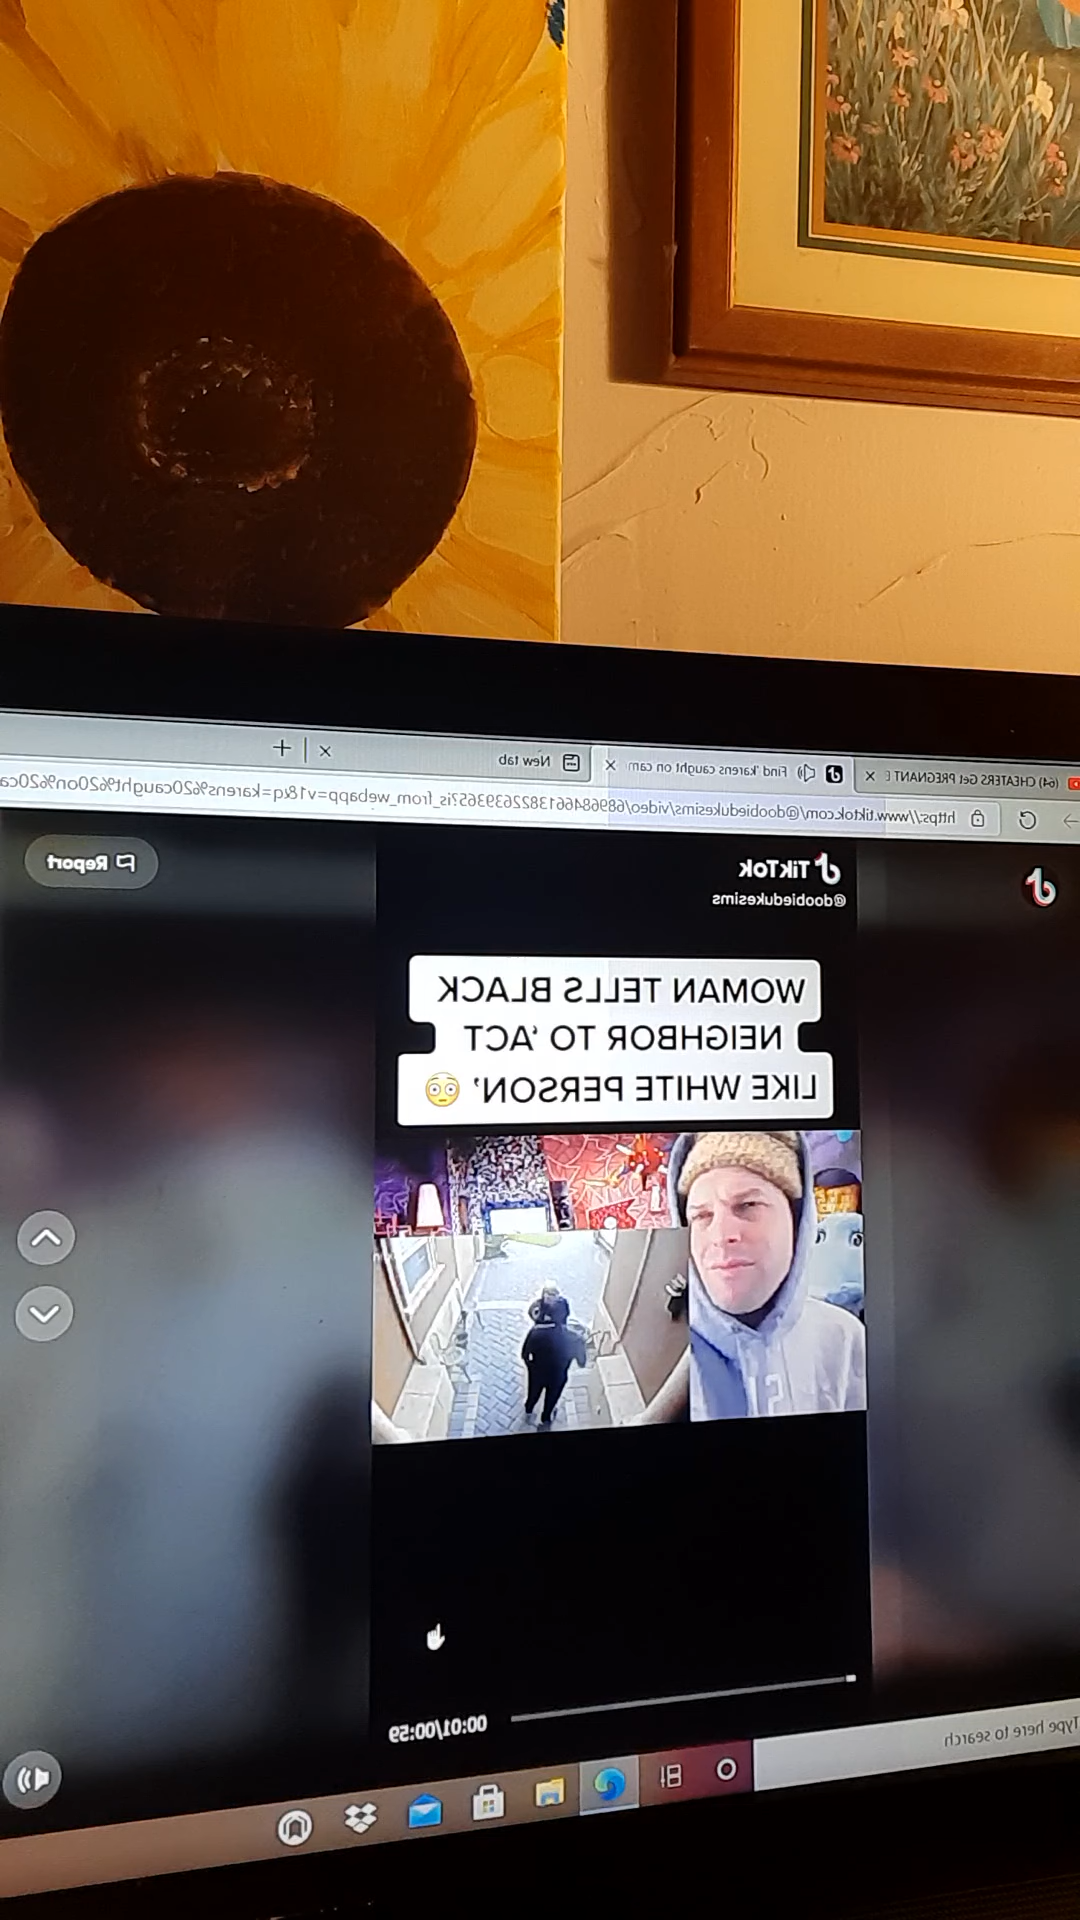 (64) CHEATERS Get PREGNANT
Find 'karens caught on cam
New tab
https://www.tiktok.com/@doobiedukesims/video/6896846613822639365?is_from_webapp=v1&q=karens%20caught%20on%20ca
Report
TikTok
@doobiedukesims
WOMAN TELLS BLACK
NEIGHBOR TO 'ACT
LIKE WHITE PERSON' 😳
00:01/00:59
Type here to search